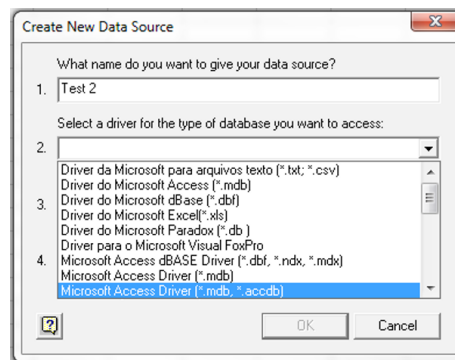 Create New Data Source
What name do you want to give your data source?
1. Test 2
Select a driver for the type of database you want to access:
2.
Driver da Microsoft para arquivos texto (*.txt; *.csv)
Driver do Microsoft Access (*.mdb)
Driver do Microsoft dBase (*.dbf)
3. Driver do Microsoft Excel(*.xls)
Driver do Microsoft Paradox (*.db )
Driver para o Microsoft Visual FoxPro
4. Microsoft Access dBASE Driver (*.dbf, *.ndx, *.mdx)
Microsoft Access Driver (*.mdb)
Microsoft Access Driver (*.mdb, *.accdb)
OK Cancel